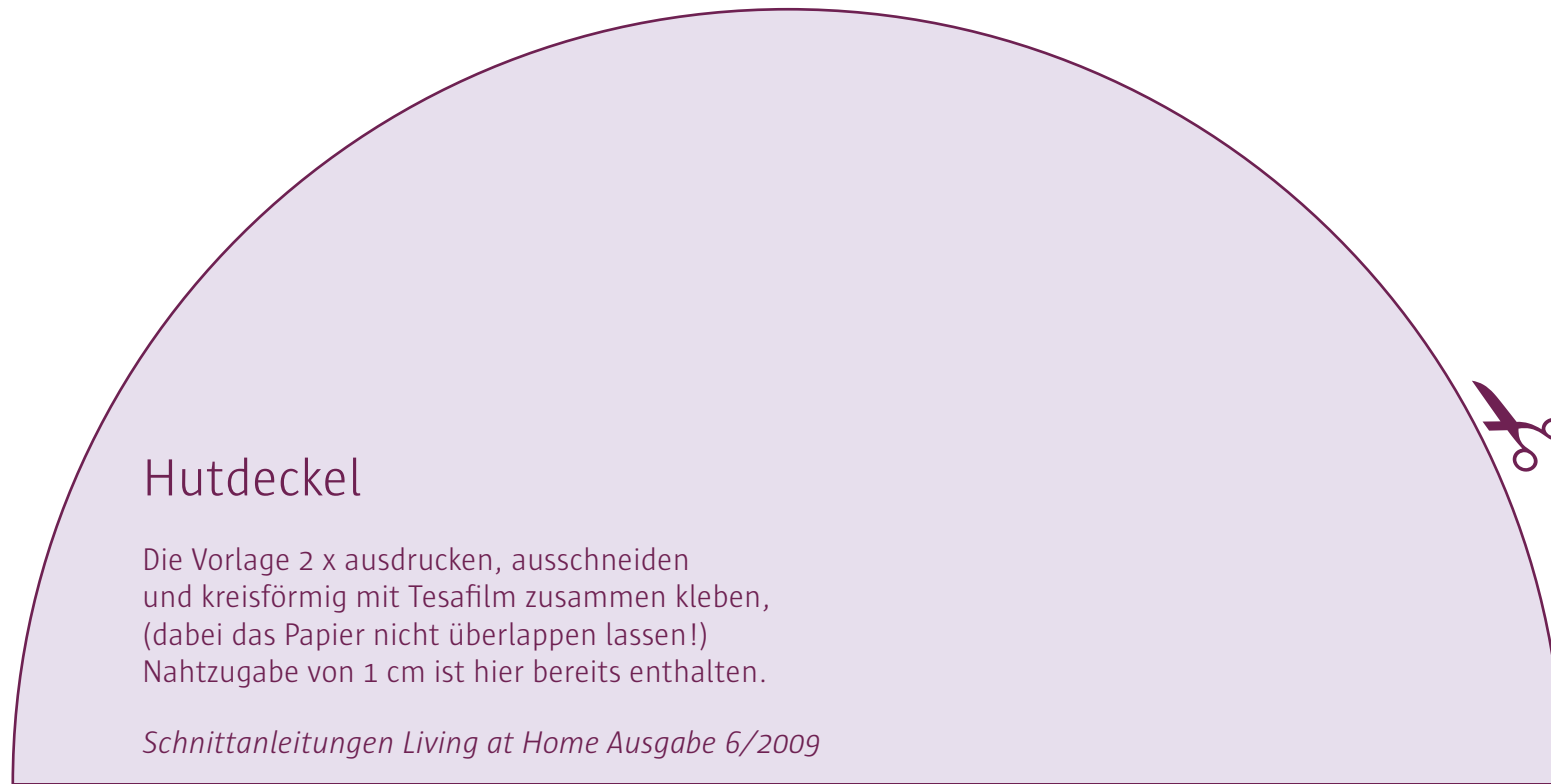 Hutdeckel
Die Vorlage 2 x ausdrucken, ausschneiden
und kreisförmig mit Tesafilm zusammen kleben,
(dabei das Papier nicht überlappen lassen!)
Nahtzugabe von 1 cm ist hier bereits enthalten.
Schnittanleitungen Living at Home Ausgabe 6/2009